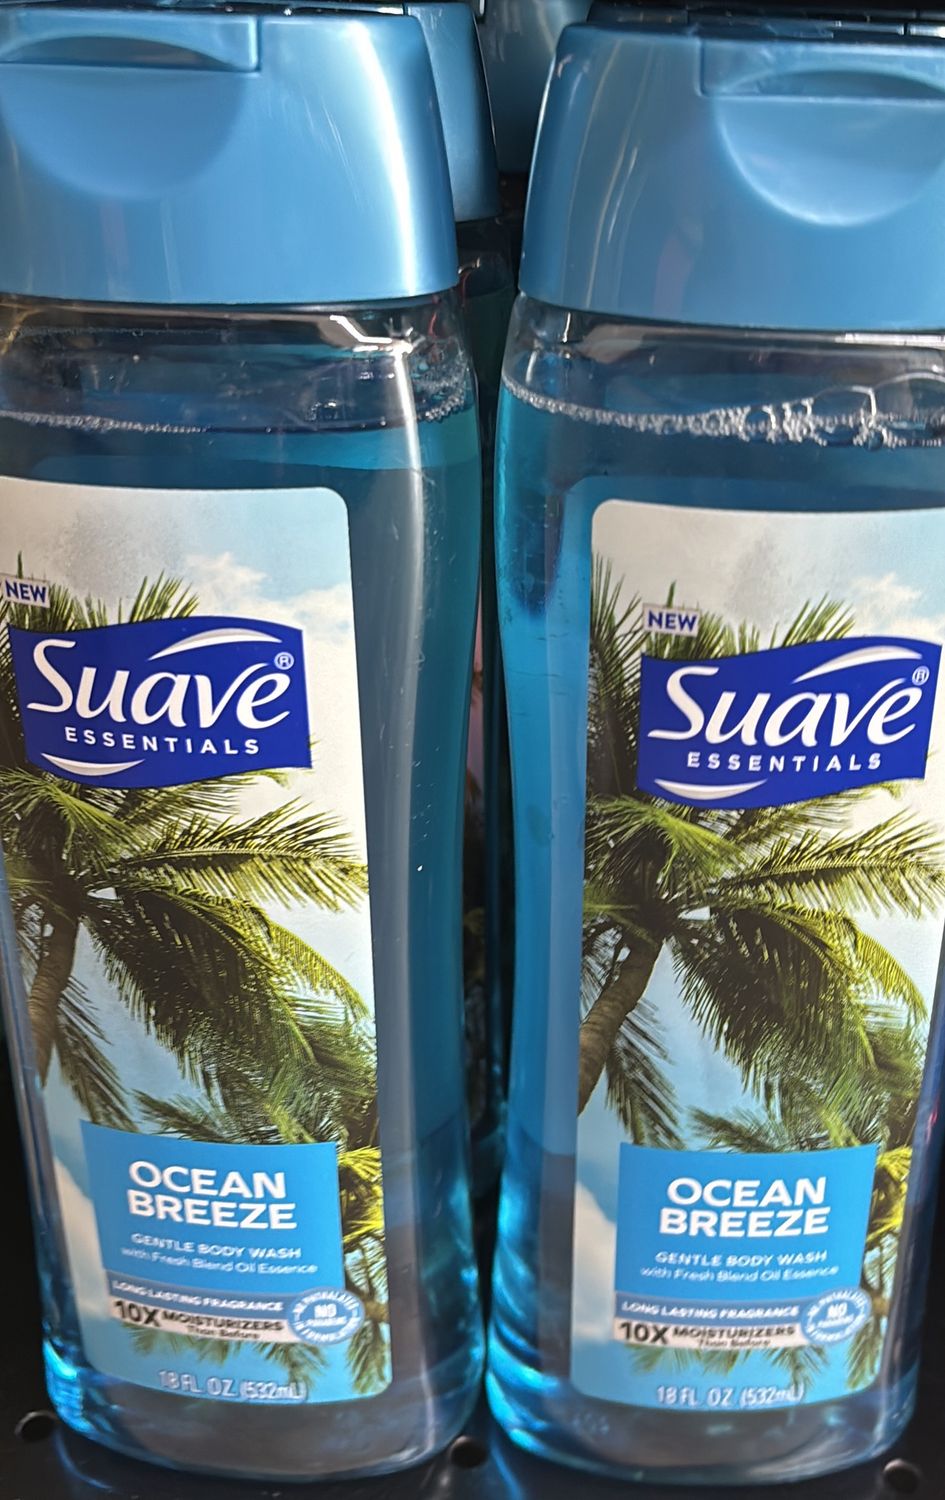 NEW
Suave®
ESSENTIALS
OCEAN
BREEZE
GENTLE BODY WASH
with Fresh Blend Oil Essence
LONG LASTING FRAGRANCE
10X MOISTURIZERS
Than Before
NO
18 FL. OZ. (532mL)
NEW
Suave®
ESSENTIALS
OCEAN
BREEZE
GENTLE BODY WASH
with Fresh Blend Oil Essence
LONG LASTING FRAGRANCE
10X MOISTURIZERS
Than Before
NO
18 FL. OZ. (532mL)